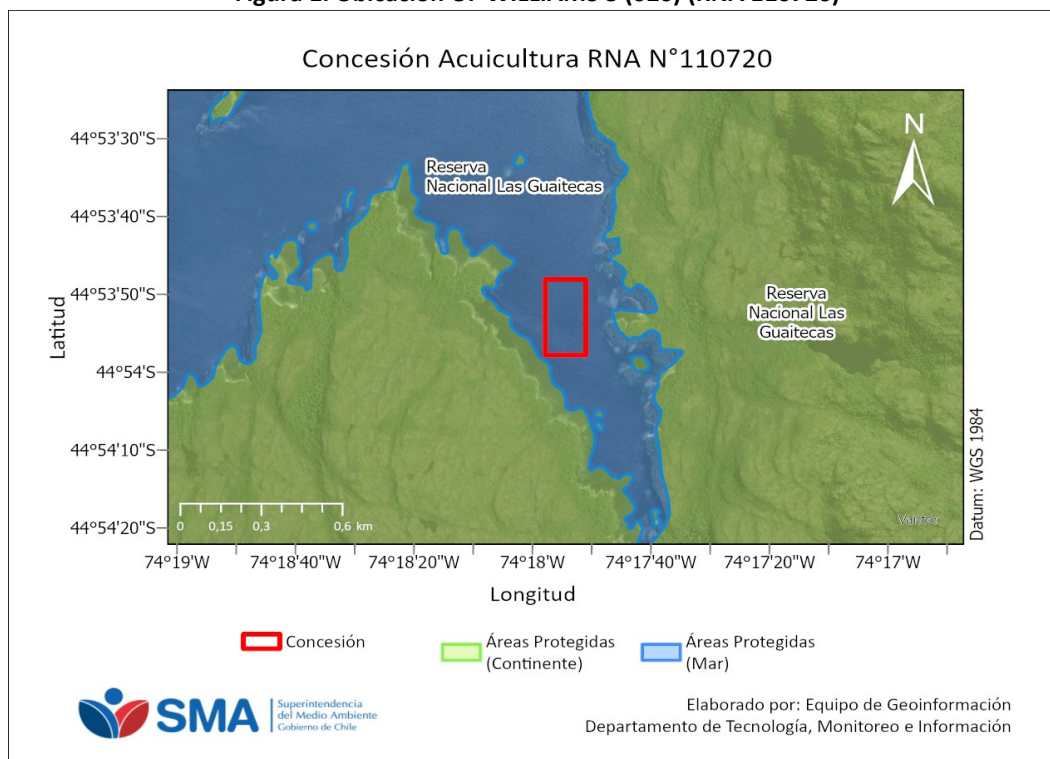 Concesión Acuicultura RNA N°110720
44°53'30"S
44°53'40"S
44°53'50"S
44°54'S
44°54'10"S
44°54'20"S
Latitud
Reserva
Nacional Las Guaitecas
Reserva
Nacional Las
Guaitecas
N
0 0,15 0,3 0,6 km
Vantor
Datum: WGS 1984
74°19'W 74°18'40"W 74°18'20"W 74°18'W 74°17'40"W 74°17'20"W 74°17'W
Longitud
Concesión
Áreas Protegidas
(Continente)
Áreas Protegidas
(Mar)
SMA
Superintendencia
del Medio Ambiente
Gobierno de Chile
Elaborado por: Equipo de Geoinformación
Departamento de Tecnología, Monitoreo e Información